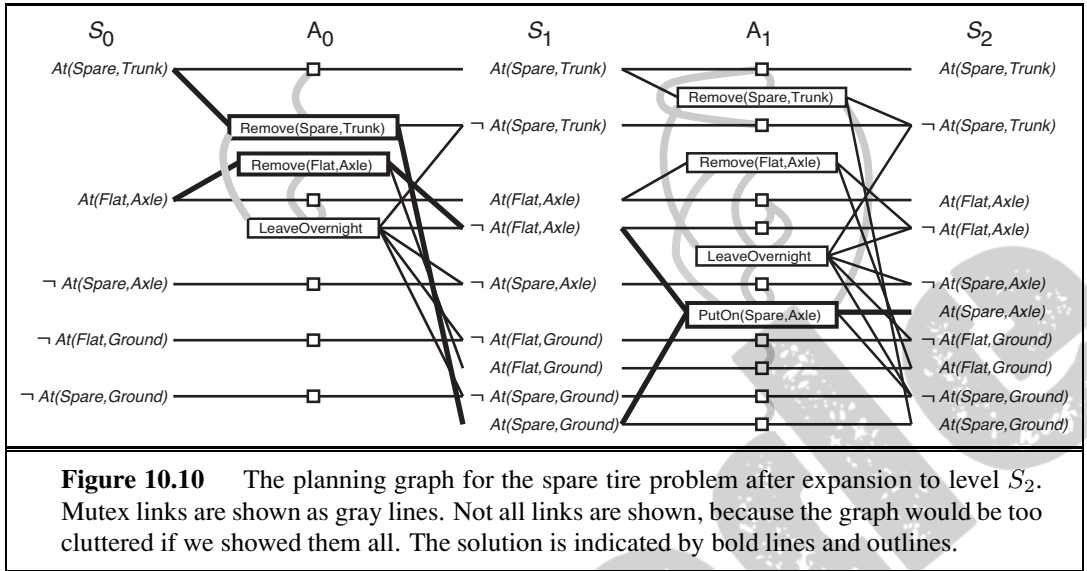 S0 A0 S1 A1 S2
At(Spare,Trunk) At(Spare,Trunk) At(Spare,Trunk)
Remove(Spare,Trunk)
Remove(Spare,Trunk) ¬ At(Spare,Trunk) ¬ At(Spare,Trunk)
Remove(Flat,Axle) Remove(Flat,Axle)
At(Flat,Axle) At(Flat,Axle) At(Flat,Axle)
LeaveOvernight ¬ At(Flat,Axle) ¬ At(Flat,Axle)
LeaveOvernight
¬ At(Spare,Axle) ¬ At(Spare,Axle) ¬ At(Spare,Axle)
PutOn(Spare,Axle) At(Spare,Axle)
¬ At(Flat,Ground) ¬ At(Flat,Ground) ¬ At(Flat,Ground)
At(Flat,Ground) At(Flat,Ground)
¬ At(Spare,Ground) ¬ At(Spare,Ground) ¬ At(Spare,Ground)
At(Spare,Ground) At(Spare,Ground)
Figure 10.10 The planning graph for the spare tire problem after expansion to level S2.
Mutex links are shown as gray lines. Not all links are shown, because the graph would be too
cluttered if we showed them all. The solution is indicated by bold lines and outlines.